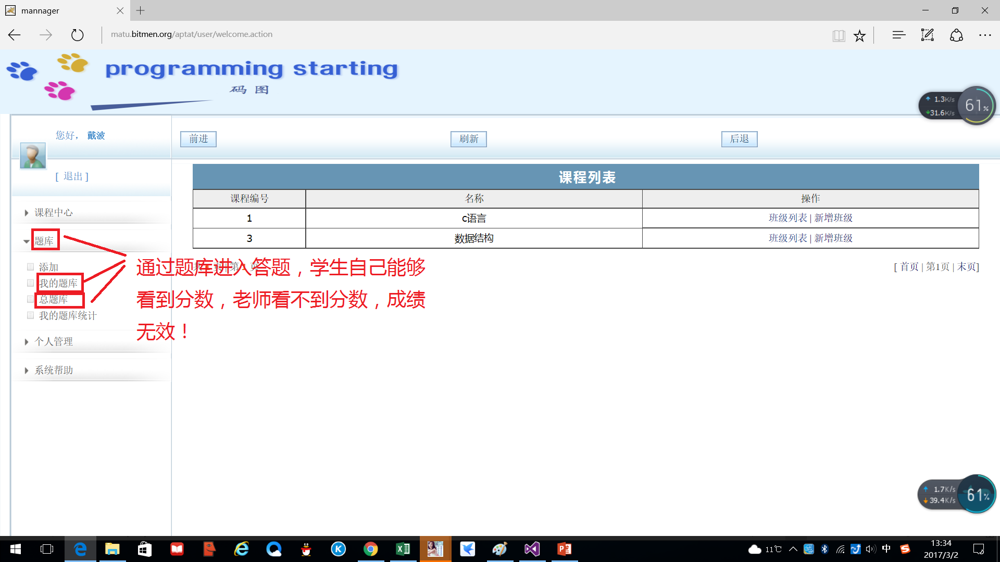 mannager
matu.bitmen.org/aptat/user/welcome.action
programming starting
码 图
1.3K/s
31.6K/s
61%
您好， 戴波
[ 退出 ]
前进
刷新
后退
课程列表
课程编号 名称 操作
1 c语言 班级列表 | 新增班级
3 数据结构 班级列表 | 新增班级
[ 首页 | 第1页 | 末页]
课程中心
题库
添加
我的题库
总题库
我的题库统计
个人管理
系统帮助
通过题库进入答题，学生自己能够
看到分数，老师看不到分数，成绩
无效！
1.7K/s
39.4K/s
61%
11℃
中
13:34
2017/3/2